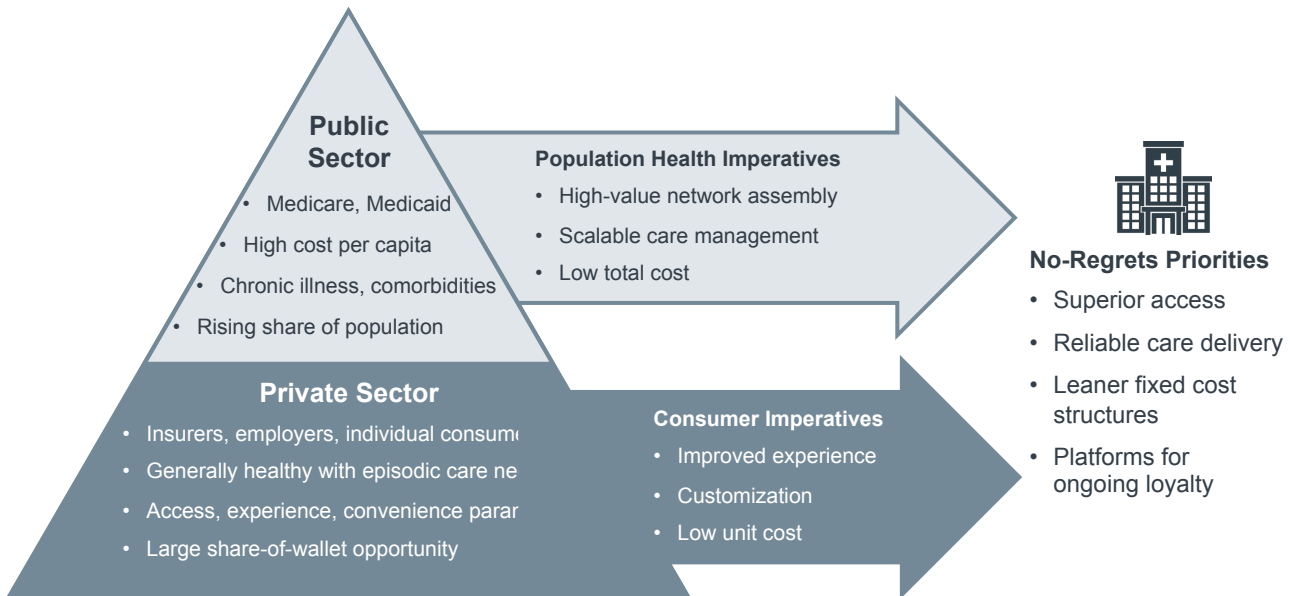 Public
Sector
• Medicare, Medicaid
• High cost per capita
• Chronic illness, comorbidities
• Rising share of population
Private Sector
• Insurers, employers, individual
• Generally healthy with episodic care
• Access, experience, convenience
• Large share-of-wallet opportunity
Population Health Imperatives
• High-value network assembly
• Scalable care management
• Low total cost
Consumer Imperatives
• Improved experience
• Customization
• Low unit cost
No-Regrets Priorities
• Superior access
• Reliable care delivery
• Leaner fixed cost
structures
• Platforms for
ongoing loyalty